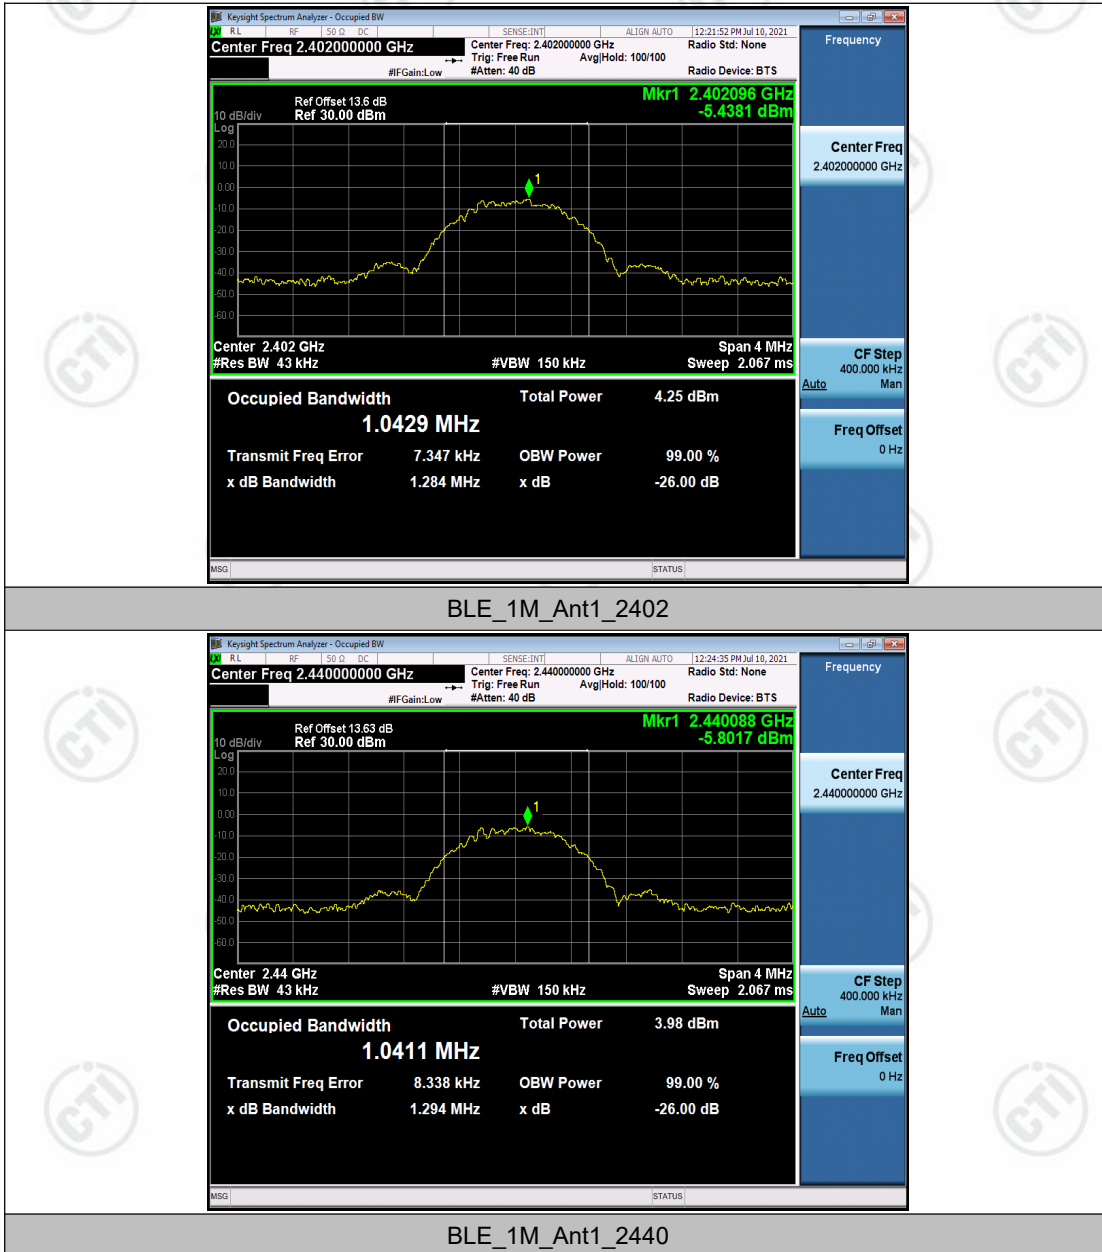 Keysight Spectrum Analyzer - Occupied BW
LXI RL RF 50 Ω DC SENSE:INT ALIGN AUTO 12:21:52 PM Jul 10, 2021
Center Freq 2.402000000 GHz Center Freq: 2.402000000 GHz Radio Std: None
Trig: Free Run Avg|Hold: 100/100
#IFGain:Low #Atten: 40 dB Radio Device: BTS
Frequency
Mkr1 2.402096 GHz
-5.4381 dBm
Ref Offset 13.6 dB
10 dB/div Ref 30.00 dBm
Log
20.0
10.0
0.00
-10.0
-20.0
-30.0
-40.0
-50.0
-60.0
1
Center 2.402 GHz Span 4 MHz
#Res BW 43 kHz #VBW 150 kHz Sweep 2.067 ms
Center Freq
2.402000000 GHz
CF Step
400.000 kHz
Auto Man
Freq Offset
0 Hz
Occupied Bandwidth Total Power 4.25 dBm
1.0429 MHz
Transmit Freq Error 7.347 kHz OBW Power 99.00 %
x dB Bandwidth 1.284 MHz x dB -26.00 dB
MSG STATUS
BLE_1M_Ant1_2402
Keysight Spectrum Analyzer - Occupied BW
LXI RL RF 50 Ω DC SENSE:INT ALIGN AUTO 12:24:35 PM Jul 10, 2021
Center Freq 2.440000000 GHz Center Freq: 2.440000000 GHz Radio Std: None
Trig: Free Run Avg|Hold: 100/100
#IFGain:Low #Atten: 40 dB Radio Device: BTS
Frequency
Mkr1 2.440088 GHz
-5.8017 dBm
Ref Offset 13.63 dB
10 dB/div Ref 30.00 dBm
Log
20.0
10.0
0.00
-10.0
-20.0
-30.0
-40.0
-50.0
-60.0
1
Center 2.44 GHz Span 4 MHz
#Res BW 43 kHz #VBW 150 kHz Sweep 2.067 ms
Center Freq
2.440000000 GHz
CF Step
400.000 kHz
Auto Man
Freq Offset
0 Hz
Occupied Bandwidth Total Power 3.98 dBm
1.0411 MHz
Transmit Freq Error 8.338 kHz OBW Power 99.00 %
x dB Bandwidth 1.294 MHz x dB -26.00 dB
MSG STATUS
BLE_1M_Ant1_2440
CTI
CTI
CTI
CTI
CTI
CTI